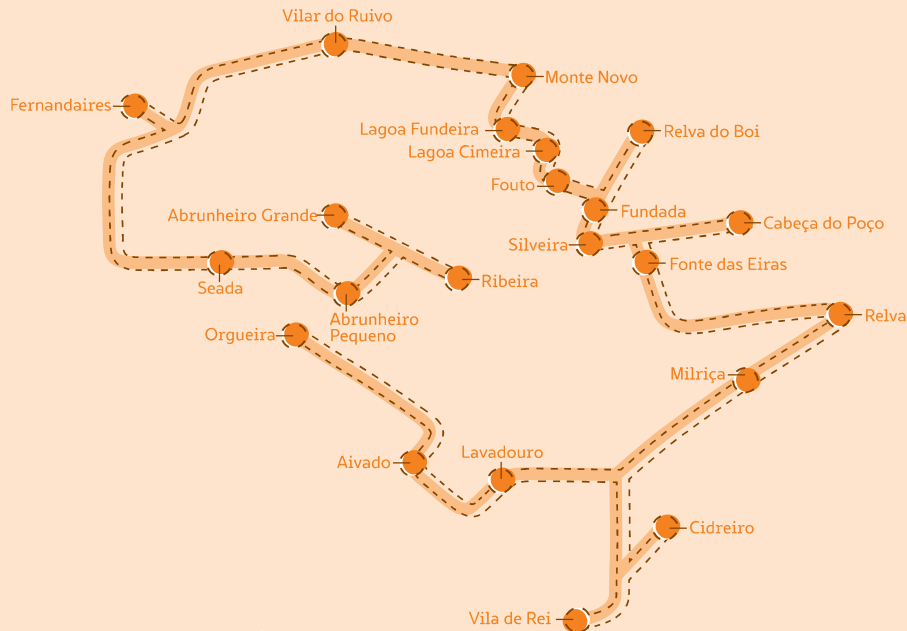 Vilar do Ruivo
Monte Novo
Fernandaires
Lagoa Fundeira
Relva do Boi
Lagoa Cimeira
Fouto
Abrunheiro Grande
Fundada
Cabeça do Poço
Silveira
Fonte das Eiras
Ribeira
Seada
Abrunheiro
Pequeno
Relva
Orgueira
Milriça
Lavadouro
Aivado
Cidreiro
Vila de Rei